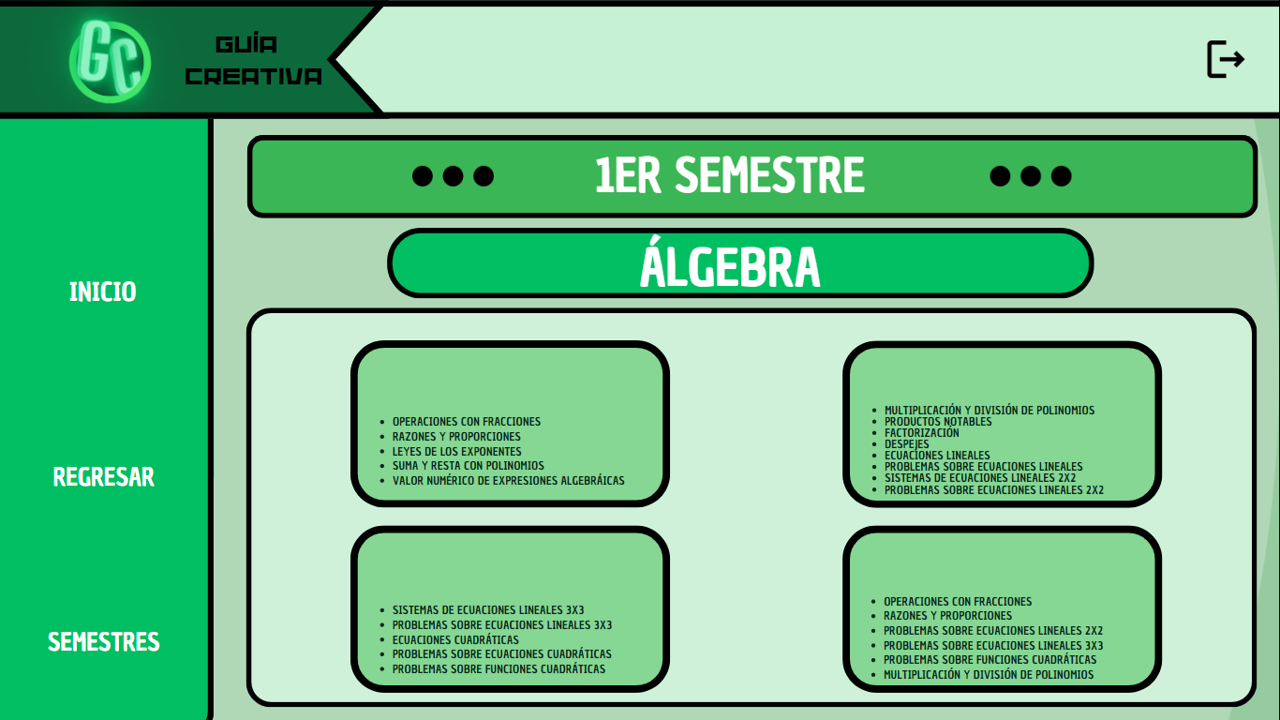 GC
GUÍA
CREATIVA
1ER SEMESTRE
ÁLGEBRA
INICIO
REGRESAR
SEMESTRES
• OPERACIONES CON FRACCIONES
• RAZONES Y PROPORCIONES
• LEYES DE LOS EXPONENTES
• SUMA Y RESTA CON POLINOMIOS
• VALOR NUMÉRICO DE EXPRESIONES ALGEBRÁICAS
• MULTIPLICACIÓN Y DIVISIÓN DE POLINOMIOS
• PRODUCTOS NOTABLES
• FACTORIZACIÓN
• DESPEJES
• ECUACIONES LINEALES
• PROBLEMAS SOBRE ECUACIONES LINEALES
• SISTEMAS DE ECUACIONES LINEALES 2X2
• PROBLEMAS SOBRE ECUACIONES LINEALES 2X2
• SISTEMAS DE ECUACIONES LINEALES 3X3
• PROBLEMAS SOBRE ECUACIONES LINEALES 3X3
• ECUACIONES CUADRÁTICAS
• PROBLEMAS SOBRE ECUACIONES CUADRÁTICAS
• PROBLEMAS SOBRE FUNCIONES CUADRÁTICAS
• OPERACIONES CON FRACCIONES
• RAZONES Y PROPORCIONES
• PROBLEMAS SOBRE ECUACIONES LINEALES 2X2
• PROBLEMAS SOBRE ECUACIONES LINEALES 3X3
• PROBLEMAS SOBRE FUNCIONES CUADRÁTICAS
• MULTIPLICACIÓN Y DIVISIÓN DE POLINOMIOS